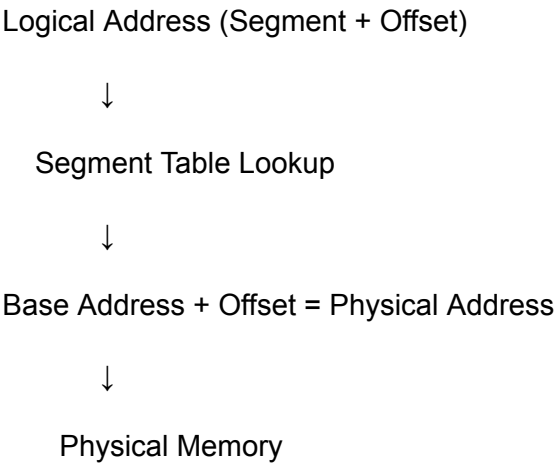 Logical Address (Segment + Offset)
↓
Segment Table Lookup
↓
Base Address + Offset = Physical Address
↓
Physical Memory